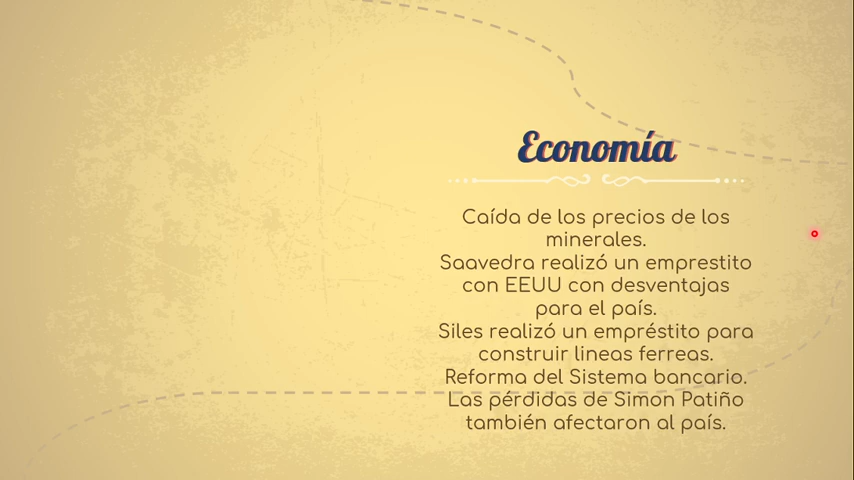 Economía
Caída de los precios de los
minerales.
Saavedra realizó un emprestito
con EEUU con desventajas
para el país.
Siles realizó un empréstito para
construir lineas ferreas.
Reforma del Sistema bancario.
Las pérdidas de Simon Patiño
también afectaron al país.